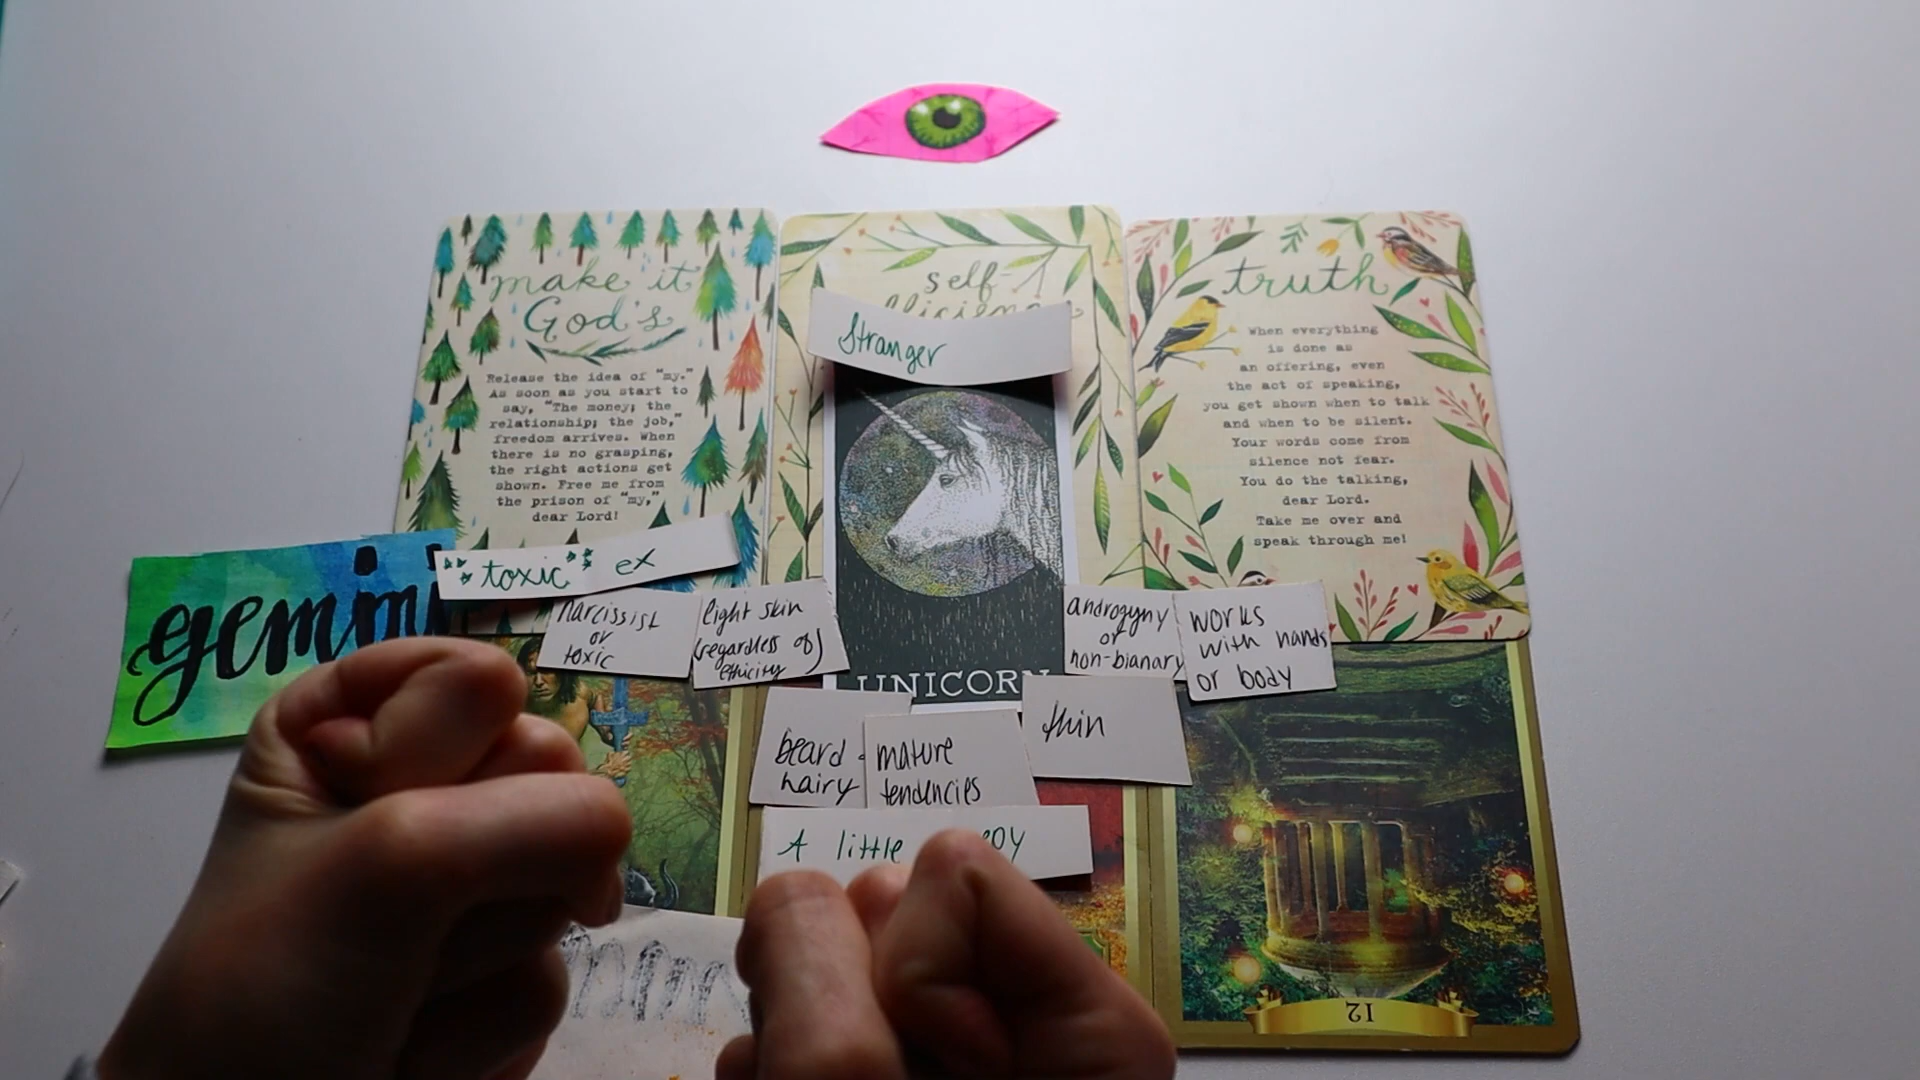 make it
God's
Release the idea of "my."
As soon as you start to
say, "The money; the
relationship; the job,"
freedom arrives. When
there is no grasping,
the right actions get
shown. Free me from
the prison of "my,"
dear Lord!
self-
Stranger
UNICORN
truth
When everything
is done as
an offering, even
the act of speaking,
you get shown when to talk
and when to be silent.
Your words come from
silence not fear.
You do the talking,
dear Lord.
Take me over and
speak through me!
gemini
"toxic" ex
narcissist
or
toxic
light skin
(regardless of)
ethicity
androgyny
or
non-bianary
works
with hands
or body
beard
hairy
mature
tendencies
thin
A little
12